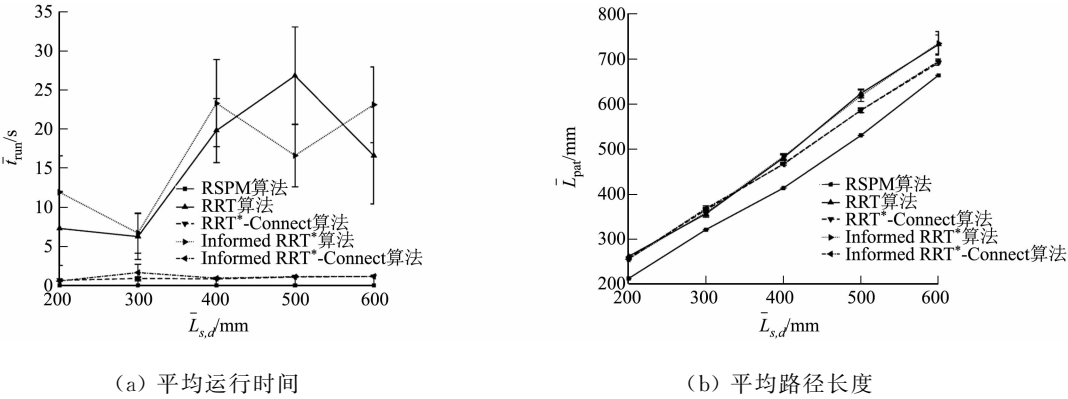 35
30
25
20
15
10
5
0
t̄run/s
RSPM算法
RRT算法
RRT*-Connect算法
Informed RRT*算法
Informed RRT*-Connect算法
200 300 400 500 600
L̄s,d/mm
(a) 平均运行时间
800
700
600
500
400
300
200
L̄pat/mm
RSPM算法
RRT算法
RRT*-Connect算法
Informed RRT*算法
Informed RRT*-Connect算法
200 300 400 500 600
L̄s,d/mm
(b) 平均路径长度